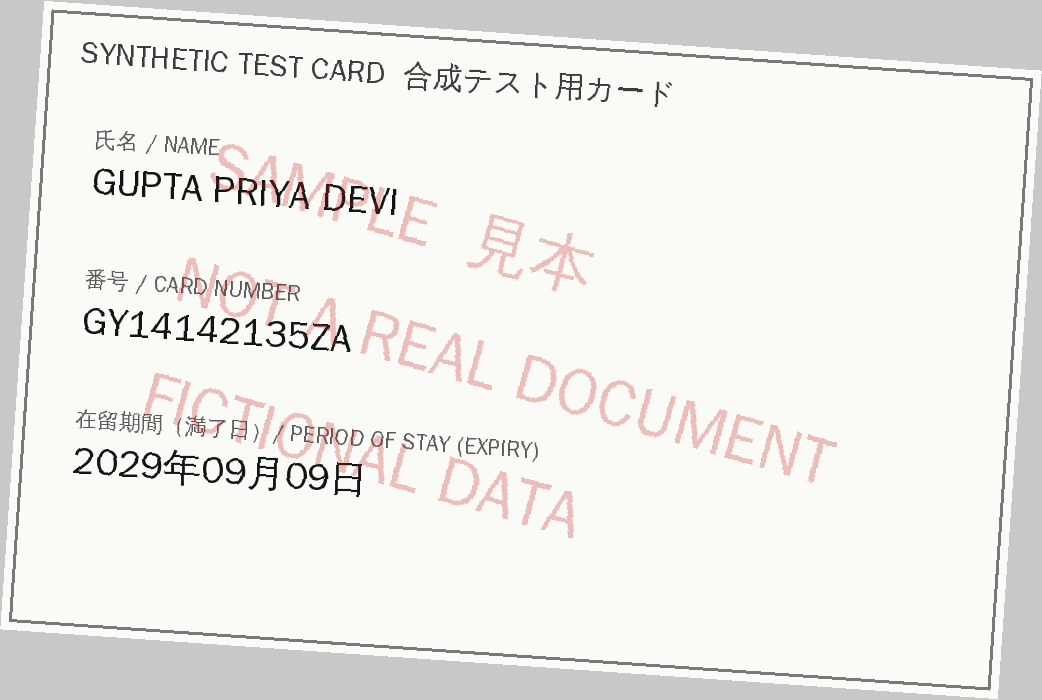 SYNTHETIC TEST CARD 合成テスト用カード
氏名 / NAME
GUPTA PRIYA DEVI
SAMPLE 見本
番号 / CARD NUMBER
GY14142135ZA
NOT A REAL DOCUMENT
在留期間（満了日）/ PERIOD OF STAY (EXPIRY)
2029年09月09日
FICTIONAL DATA